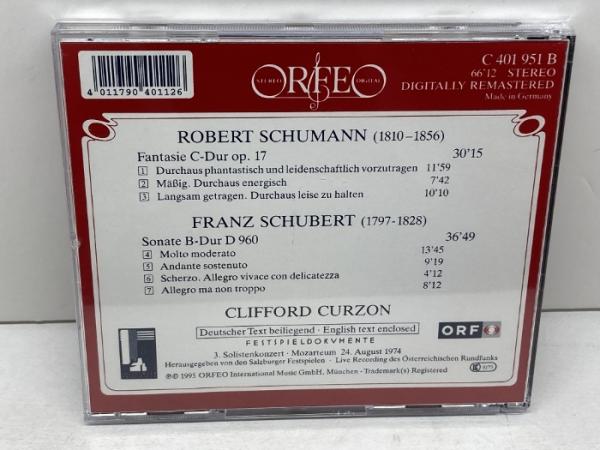 4 011790 401126
STEREO ORFEO DIGITAL
C 401 951 B
66'12 STEREO
DIGITALLY REMASTERED
Made in Germany
ROBERT SCHUMANN (1810–1856)
Fantasie C-Dur op. 17 30'15
1 Durchaus phantastisch und leidenschaftlich vorzutragen 11'59
2 Mäßig. Durchaus energisch 7'42
3 Langsam getragen. Durchaus leise zu halten 10'10
FRANZ SCHUBERT (1797-1828)
Sonate B-Dur D 960 36'49
4 Molto moderato 13'45
5 Andante sostenuto 9'19
6 Scherzo. Allegro vivace con delicatezza 4'12
7 Allegro ma non troppo 8'12
CLIFFORD CURZON
Deutscher Text beiliegend · English text enclosed
FESTSPIELDOKUMENTE
ORF
3. Solistenkonzert · Mozarteum 24. August 1974
Herausgegeben von den Salzburger Festspielen · Live Recording des Österreichischen Rundfunks
℗ © 1995 ORFEO International Music GmbH, München · Trademark(s) Registered